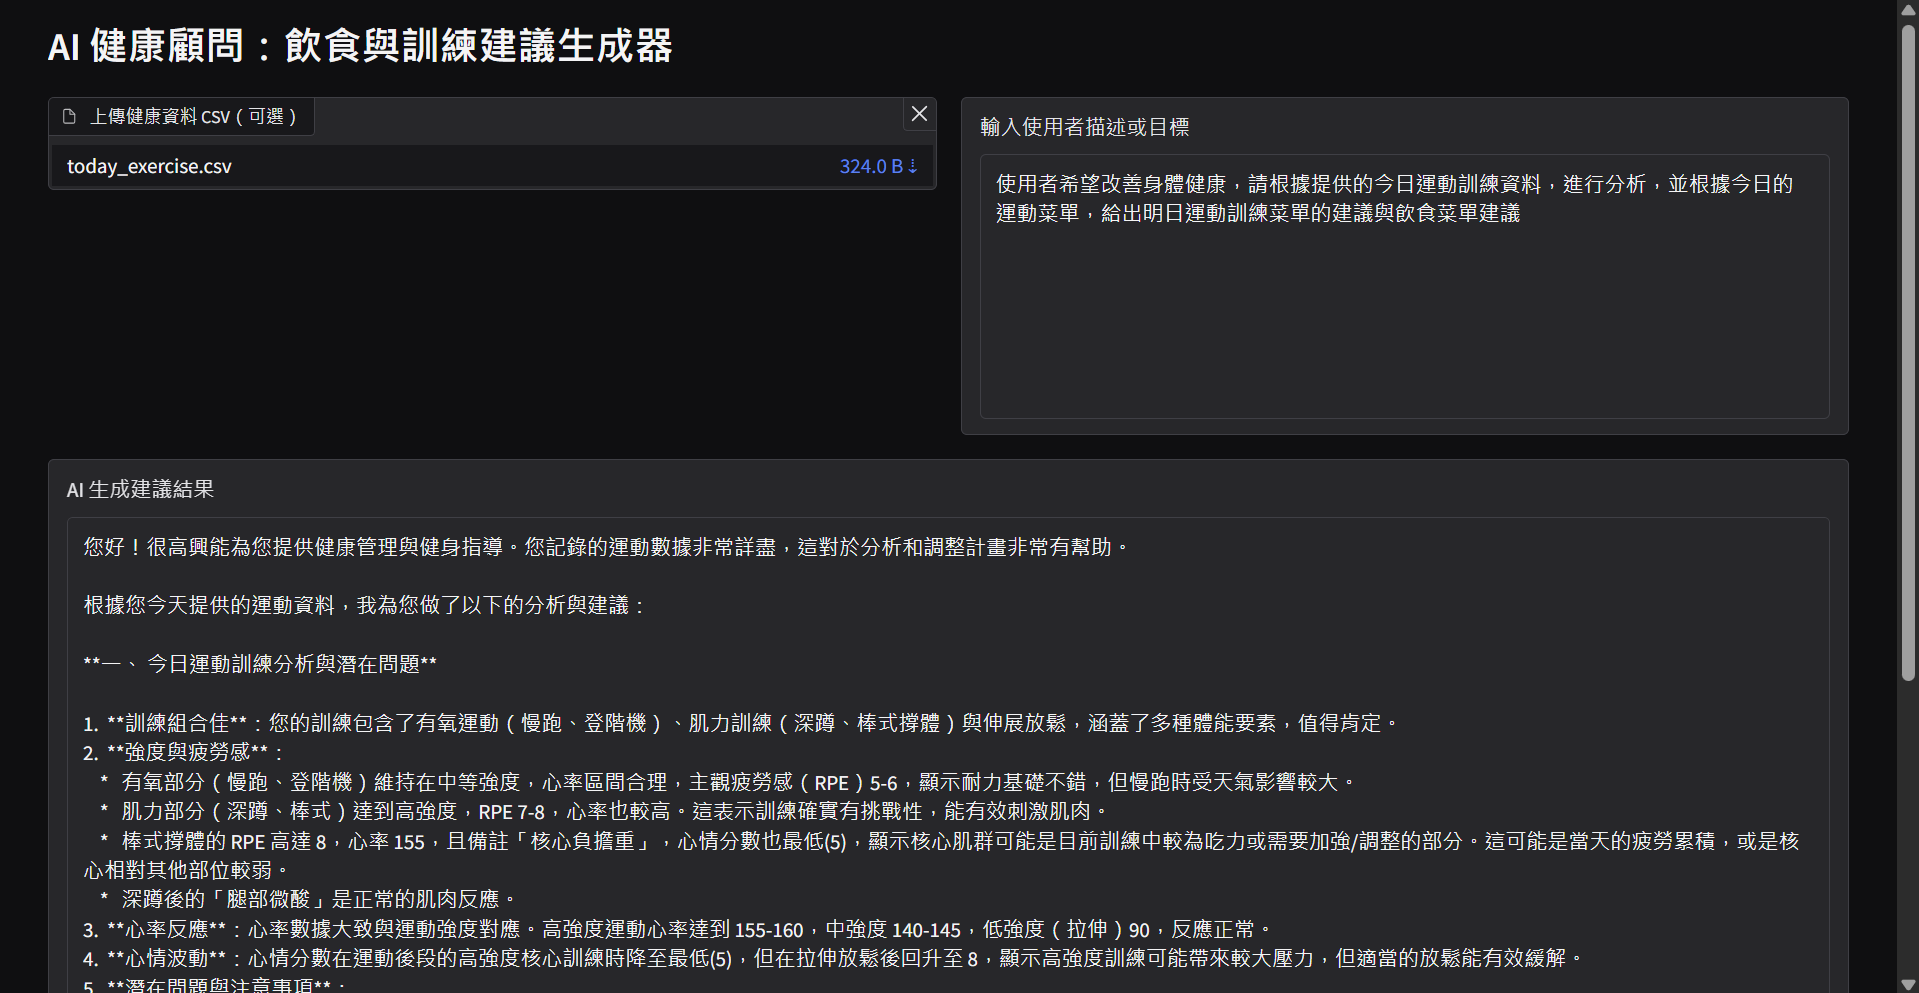 AI 健康顧問：飲食與訓練建議生成器
上傳健康資料 CSV（可選）
today_exercise.csv
324.0 B ⇣
輸入使用者描述或目標
使用者希望改善身體健康，請根據提供的今日運動訓練資料，進行分析，並根據今日的
運動菜單，給出明日運動訓練菜單的建議與飲食菜單建議
AI 生成建議結果
您好！很高興能為您提供健康管理與健身指導。您記錄的運動數據非常詳盡，這對於分析和調整計畫非常有幫助。
根據您今天提供的運動資料，我為您做了以下的分析與建議：
**一、 今日運動訓練分析與潛在問題**
1. **訓練組合佳**：您的訓練包含了有氧運動（慢跑、登階機）、肌力訓練（深蹲、棒式撐體）與伸展放鬆，涵蓋了多種體能要素，值得肯定。
2. **強度與疲勞感**：
* 有氧部分（慢跑、登階機）維持在中等強度，心率區間合理，主觀疲勞感（RPE）5-6，顯示耐力基礎不錯，但慢跑時受天氣影響較大。
* 肌力部分（深蹲、棒式）達到高強度，RPE 7-8，心率也較高。這表示訓練確實有挑戰性，能有效刺激肌肉。
* 棒式撐體的 RPE 高達 8，心率 155，且備註「核心負擔重」，心情分數也最低(5)，顯示核心肌群可能是目前訓練中較為吃力或需要加強/調整的部分。這可能是當天的疲勞累積，或是核
心相對其他部位較弱。
* 深蹲後的「腿部微酸」是正常的肌肉反應。
3. **心率反應**：心率數據大致與運動強度對應。高強度運動心率達到 155-160，中強度 140-145，低強度（拉伸）90，反應正常。
4. **心情波動**：心情分數在運動後段的高強度核心訓練時降至最低(5)，但在拉伸放鬆後回升至 8，顯示高強度訓練可能帶來較大壓力，但適當的放鬆能有效緩解。
5. **潛在問題與注意事項**：